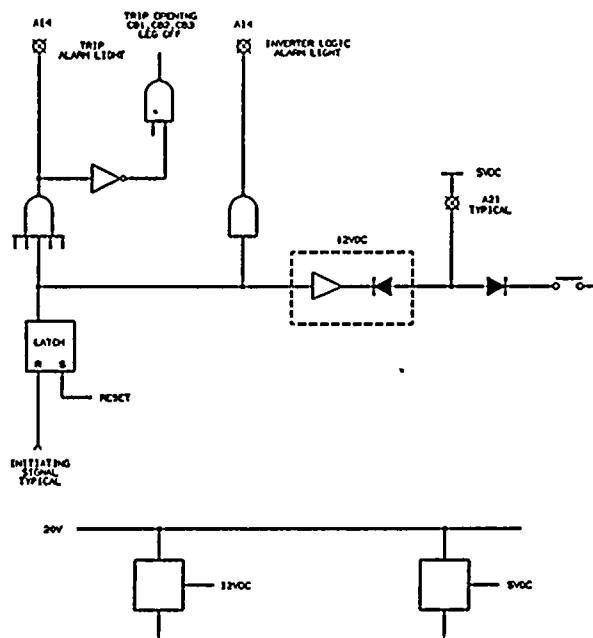 A14
TRIP
ALARM LIGHT
TRIP OPENING
CB1, CB2, CB3
LEG OFF
A14
INVERTER LOGIC
ALARM LIGHT
5VDC
A21
TYPICAL
12VDC
LATCH
R S
RESET
INITIATING
SIGNAL
TYPICAL
20V
12VDC
5VDC